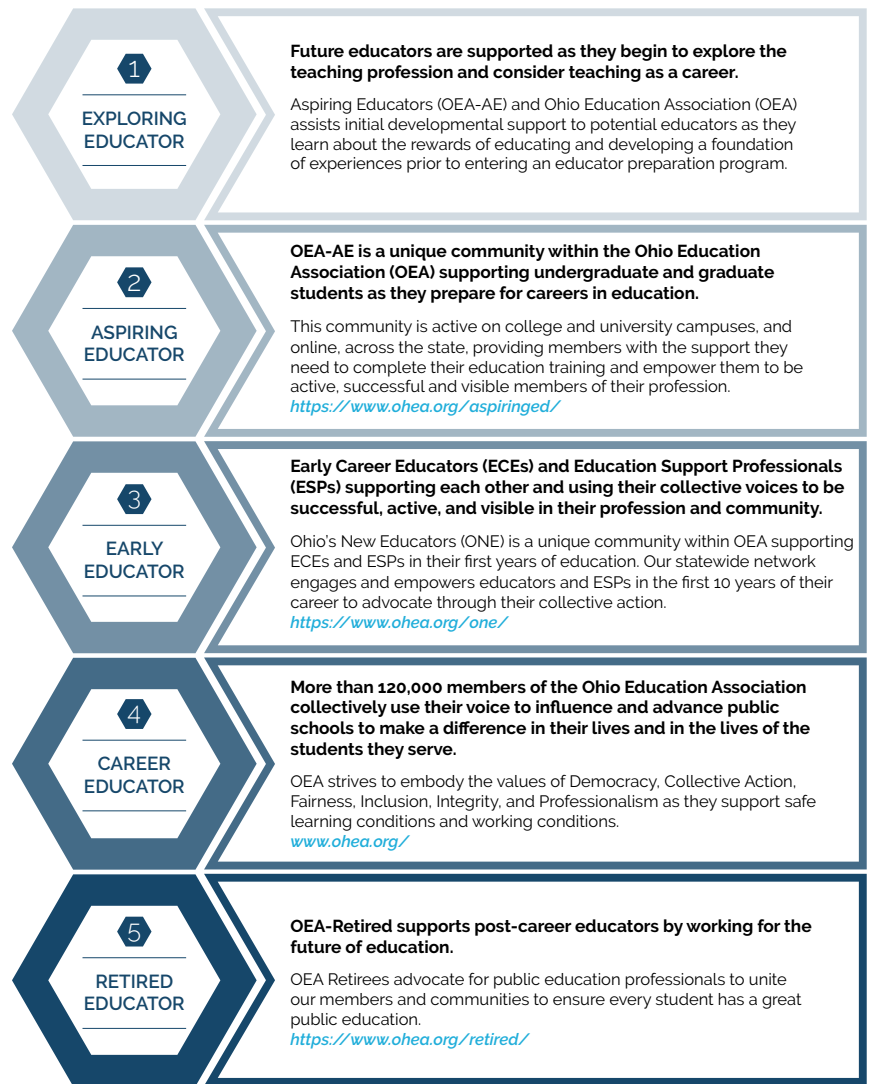 1
EXPLORING
EDUCATOR
Future educators are supported as they begin to explore the
teaching profession and consider teaching as a career.
Aspiring Educators (OEA-AE) and Ohio Education Association (OEA)
assists initial developmental support to potential educators as they
learn about the rewards of educating and developing a foundation
of experiences prior to entering an educator preparation program.
2
ASPIRING
EDUCATOR
OEA-AE is a unique community within the Ohio Education
Association (OEA) supporting undergraduate and graduate
students as they prepare for careers in education.
This community is active on college and university campuses, and
online, across the state, providing members with the support they
need to complete their education training and empower them to be
active, successful and visible members of their profession.
https://www.ohea.org/aspiringed/
3
EARLY
EDUCATOR
Early Career Educators (ECEs) and Education Support Professionals
(ESPs) supporting each other and using their collective voices to be
successful, active, and visible in their profession and community.
Ohio's New Educators (ONE) is a unique community within OEA supporting
ECEs and ESPs in their first years of education. Our statewide network
engages and empowers educators and ESPs in the first 10 years of their
career to advocate through their collective action.
https://www.ohea.org/one/
4
CAREER
EDUCATOR
More than 120,000 members of the Ohio Education Association
collectively use their voice to influence and advance public
schools to make a difference in their lives and in the lives of the
students they serve.
OEA strives to embody the values of Democracy, Collective Action,
Fairness, Inclusion, Integrity, and Professionalism as they support safe
learning conditions and working conditions.
www.ohea.org/
5
RETIRED
EDUCATOR
OEA-Retired supports post-career educators by working for the
future of education.
OEA Retirees advocate for public education professionals to unite
our members and communities to ensure every student has a great
public education.
https://www.ohea.org/retired/